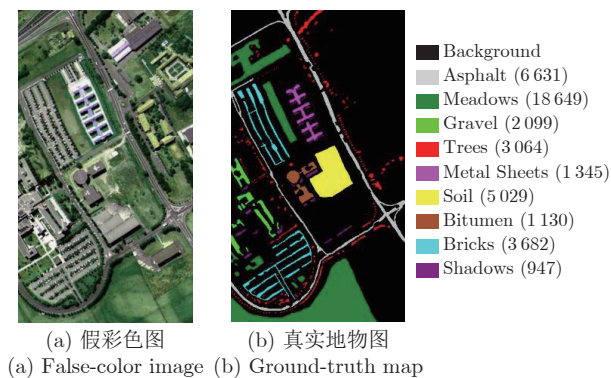 Background
Asphalt (6 631)
Meadows (18 649)
Gravel (2 099)
Trees (3 064)
Metal Sheets (1 345)
Soil (5 029)
Bitumen (1 130)
Bricks (3 682)
Shadows (947)
(a) 假彩色图 (b) 真实地物图
(a) False-color image (b) Ground-truth map